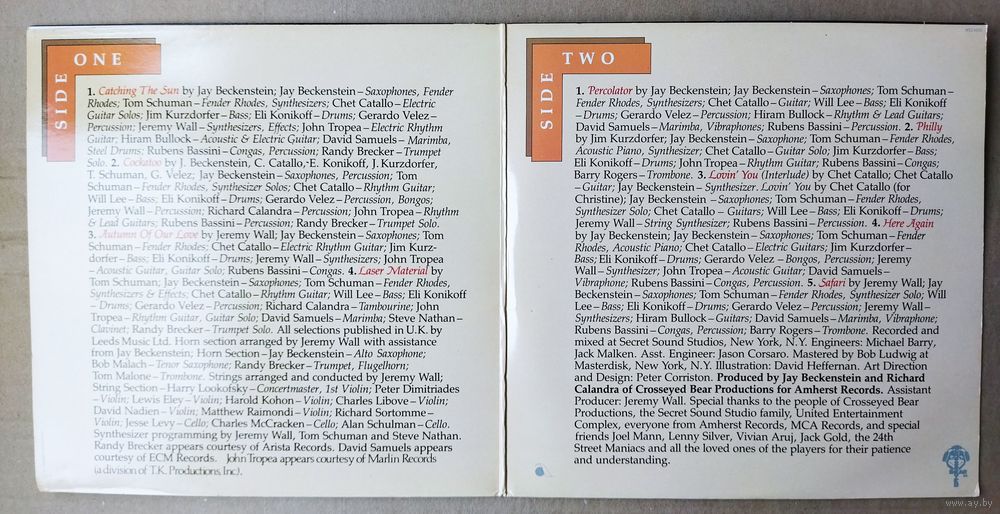 SIDE ONE
1. Catching The Sun by Jay Beckenstein; Jay Beckenstein – Saxophones, Fender
Rhodes; Tom Schuman – Fender Rhodes, Synthesizers; Chet Catallo – Electric
Guitar Solos; Jim Kurzdorfer – Bass; Eli Konikoff – Drums; Gerardo Velez –
Percussion; Jeremy Wall – Synthesizers, Effects; John Tropea – Electric Rhythm
Guitar; Hiram Bullock – Acoustic & Electric Guitar; David Samuels – Marimba,
Steel Drums; Rubens Bassini – Congas, Percussion; Randy Brecker – Trumpet
Solo. 2. Cockatoo by J. Beckenstein, C. Catallo, E. Konikoff, J. Kurzdorfer,
T. Schuman, G. Velez; Jay Beckenstein – Saxophones, Percussion; Tom
Schuman – Fender Rhodes, Synthesizer Solos; Chet Catallo – Rhythm Guitar;
Will Lee – Bass; Eli Konikoff – Drums; Gerardo Velez – Percussion, Bongos;
Jeremy Wall – Percussion; Richard Calandra – Percussion; John Tropea – Rhythm
& Lead Guitars; Rubens Bassini – Percussion; Randy Brecker – Trumpet Solo.
3. Autumn Of Our Love by Jeremy Wall; Jay Beckenstein – Saxophones; Tom
Schuman – Fender Rhodes; Chet Catallo – Electric Rhythm Guitar; Jim Kurz-
dorfer – Bass; Eli Konikoff – Drums; Jeremy Wall – Synthesizers; John Tropea
– Acoustic Guitar, Guitar Solo; Rubens Bassini – Congas. 4. Laser Material by
Tom Schuman; Jay Beckenstein – Saxophones; Tom Schuman – Fender Rhodes,
Synthesizers & Effects; Chet Catallo – Rhythm Guitar; Will Lee – Bass; Eli Konikoff
– Drums; Gerardo Velez – Percussion; Richard Calandra – Tambourine; John
Tropea – Rhythm Guitar, Guitar Solo; David Samuels – Marimba; Steve Nathan –
Clavinet; Randy Brecker – Trumpet Solo. All selections published in U.K. by
Leeds Music Ltd. Horn section arranged by Jeremy Wall with assistance
from Jay Beckenstein; Horn Section – Jay Beckenstein – Alto Saxophone;
Bob Malach – Tenor Saxophone; Randy Brecker – Trumpet, Flugelhorn;
Tom Malone – Trombone. Strings arranged and conducted by Jeremy Wall;
String Section – Harry Lookofsky – Concertmaster, 1st Violin; Peter Dimitriades
– Violin; Lewis Eley – Violin; Harold Kohon – Violin; Charles Libove – Violin;
David Nadien – Violin; Matthew Raimondi – Violin; Richard Sortomme –
Violin; Jesse Levy – Cello; Charles McCracken – Cello; Alan Schulman – Cello.
Synthesizer programming by Jeremy Wall, Tom Schuman and Steve Nathan.
Randy Brecker appears courtesy of Arista Records. David Samuels appears
courtesy of ECM Records. John Tropea appears courtesy of Marlin Records
(a division of T.K. Productions, Inc.).
SIDE TWO
1. Percolator by Jay Beckenstein; Jay Beckenstein – Saxophones; Tom Schuman –
Fender Rhodes, Synthesizers; Chet Catallo – Guitar; Will Lee – Bass; Eli Konikoff
– Drums; Gerardo Velez – Percussion; Hiram Bullock – Rhythm & Lead Guitars;
David Samuels – Marimba, Vibraphones; Rubens Bassini – Percussion. 2. Philly
by Jim Kurzdorfer; Jay Beckenstein – Saxophone; Tom Schuman – Fender Rhodes,
Acoustic Piano, Synthesizer; Chet Catallo – Guitar Solo; Jim Kurzdorfer – Bass;
Eli Konikoff – Drums; John Tropea – Rhythm Guitar; Rubens Bassini – Congas;
Barry Rogers – Trombone. 3. Lovin' You (Interlude) by Chet Catallo; Chet Catallo
– Guitar; Jay Beckenstein – Synthesizer. Lovin' You by Chet Catallo (for
Christine); Jay Beckenstein – Saxophones; Tom Schuman – Fender Rhodes,
Synthesizer Solo; Chet Catallo – Guitars; Will Lee – Bass; Eli Konikoff – Drums;
Jeremy Wall – String Synthesizer; Rubens Bassini – Percussion. 4. Here Again
by Jay Beckenstein; Jay Beckenstein – Saxophones; Tom Schuman – Fender
Rhodes, Acoustic Piano; Chet Catallo – Electric Guitars; Jim Kurzdorfer –
Bass; Eli Konikoff – Drums; Gerardo Velez – Bongos, Percussion; Jeremy
Wall – Synthesizer; John Tropea – Acoustic Guitar; David Samuels –
Vibraphone; Rubens Bassini – Congas, Percussion. 5. Safari by Jeremy Wall; Jay
Beckenstein – Saxophones; Tom Schuman – Fender Rhodes, Synthesizer Solo; Will
Lee – Bass; Eli Konikoff – Drums; Gerardo Velez – Percussion; Jeremy Wall –
Synthesizers; Hiram Bullock – Guitars; David Samuels – Marimba, Vibraphone;
Rubens Bassini – Congas, Percussion; Barry Rogers – Trombone. Recorded and
mixed at Secret Sound Studios, New York, N.Y. Engineers: Michael Barry,
Jack Malken. Asst. Engineer: Jason Corsaro. Mastered by Bob Ludwig at
Masterdisk, New York, N.Y. Illustration: David Heffernan. Art Direction
and Design: Peter Corriston. Produced by Jay Beckenstein and Richard
Calandra of Crosseyed Bear Productions for Amherst Records. Assistant
Producer: Jeremy Wall. Special thanks to the people of Crosseyed Bear
Productions, the Secret Sound Studio family, United Entertainment
Complex, everyone from Amherst Records, MCA Records, and special
friends Joel Mann, Lenny Silver, Vivian Aruj, Jack Gold, the 24th
Street Maniacs and all the loved ones of the players for their patience
and understanding.
www.ay.by